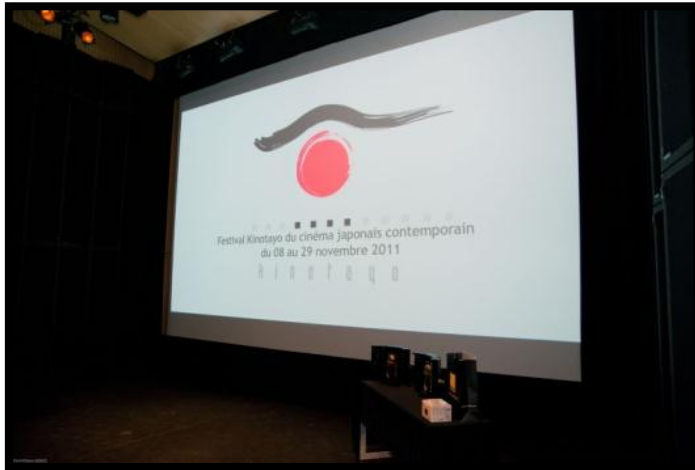 Festival Kinotayo du cinéma japonais contemporain
du 08 au 29 novembre 2011
kinotayo